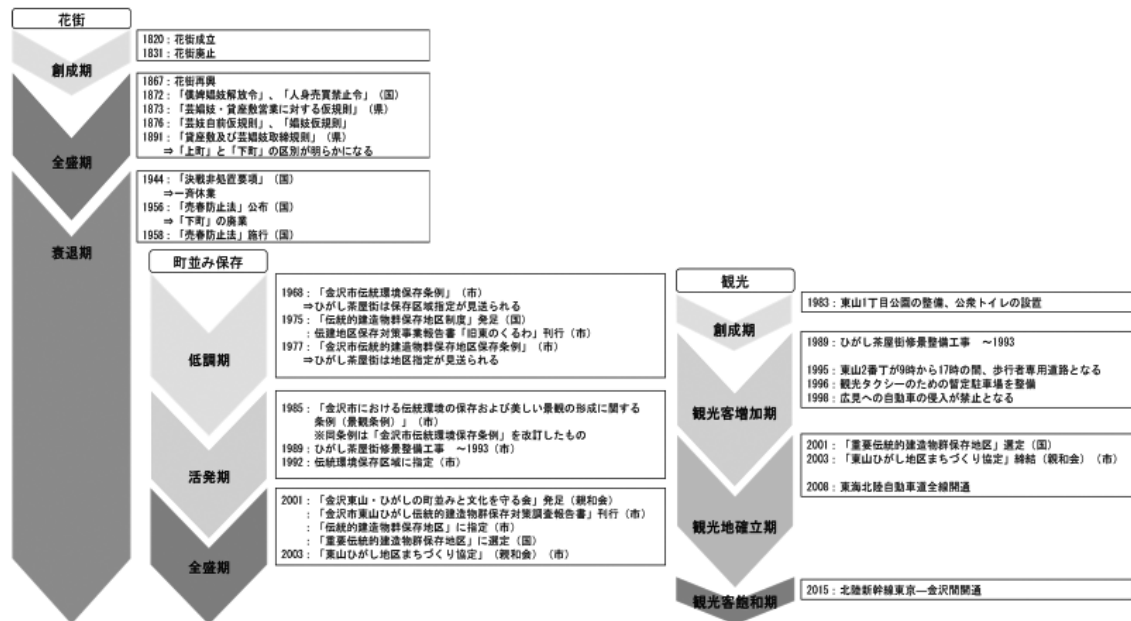 花街
創成期
1820：花街成立
1831：花街廃止
全盛期
1867：花街再興
1872：「僕婢娼妓解放令」、「人身売買禁止令」（国）
1873：「芸娼妓・貸座敷営業に対する仮規則」（県）
1876：「芸妓自前仮規則」、「娼妓仮規則」
1891：「貸座敷及び芸娼妓取締規則」（県）
⇒「上町」と「下町」の区別が明らかになる
衰退期
1944：「決戦非処置要項」（国）
⇒一斉休業
1956：「売春防止法」公布（国）
⇒「下町」の廃業
1958：「売春防止法」施行（国）
町並み保存
低調期
1968：「金沢市伝統環境保存条例」（市）
⇒ひがし茶屋街は保存区域指定が見送られる
1975：「伝統的建造物群保存地区制度」発足（国）
：伝建地区保存対策事業報告書「旧東のくるわ」刊行（市）
1977：「金沢市伝統的建造物群保存地区保存条例」（市）
⇒ひがし茶屋街は地区指定が見送られる
活発期
1985：「金沢市における伝統環境の保存および美しい景観の形成に関する
条例（景観条例）」（市）
※同条例は「金沢市伝統環境保存条例」を改訂したもの
1989：ひがし茶屋街修景整備工事　～1993（市）
1992：伝統環境保存区域に指定（市）
全盛期
2001：「金沢東山・ひがしの町並みと文化を守る会」発足（親和会）
：「金沢市東山ひがし伝統的建造物群保存対策調査報告書」刊行（市）
：「伝統的建造物群保存地区」に指定（市）
：「重要伝統的建造物群保存地区」に選定（国）
2003：「東山ひがし地区まちづくり協定」（親和会）（市）
観光
創成期
1983：東山1丁目公園の整備、公衆トイレの設置
観光客増加期
1989：ひがし茶屋街修景整備工事　～1993
1995：東山2番丁が9時から17時の間、歩行者専用道路となる
1996：観光タクシーのための暫定駐車場を整備
1998：広見への自動車の侵入が禁止となる
観光地確立期
2001：「重要伝統的建造物群保存地区」選定（国）
2003：「東山ひがし地区まちづくり協定」締結（親和会）（市）
2008：東海北陸自動車道全線開通
観光客飽和期
2015：北陸新幹線東京―金沢間開通